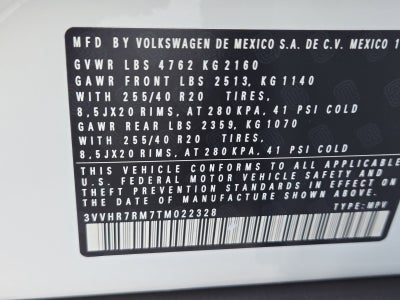 MFD BY VOLKSWAGEN DE MEXICO S.A. DE C.V. MEXICO 1
GVWR LBS 4762 KG 2160
GAWR FRONT LBS 2513, KG 1140
WITH 255/40 R20 TIRES,
8,5JX20 RIMS, AT 280 KPA, 41 PSI COLD
GAWR REAR LBS 2359, KG 1070
WITH 255/40 R20 TIRES,
8,5JX20 RIMS, AT 280 KPA, 41 PSI COLD
THIS VEHICLE CONFORMS TO ALL APPLICABLE
U.S. FEDERAL MOTOR VEHICLE SAFETY BUMPER AND
THEFT PREVENTION STANDARDS IN EFFECT ON THE
DATE OF MANUFACTURE SHOWN ABOVE.
3VVHR7RM7TM022328 TYPE: MPV